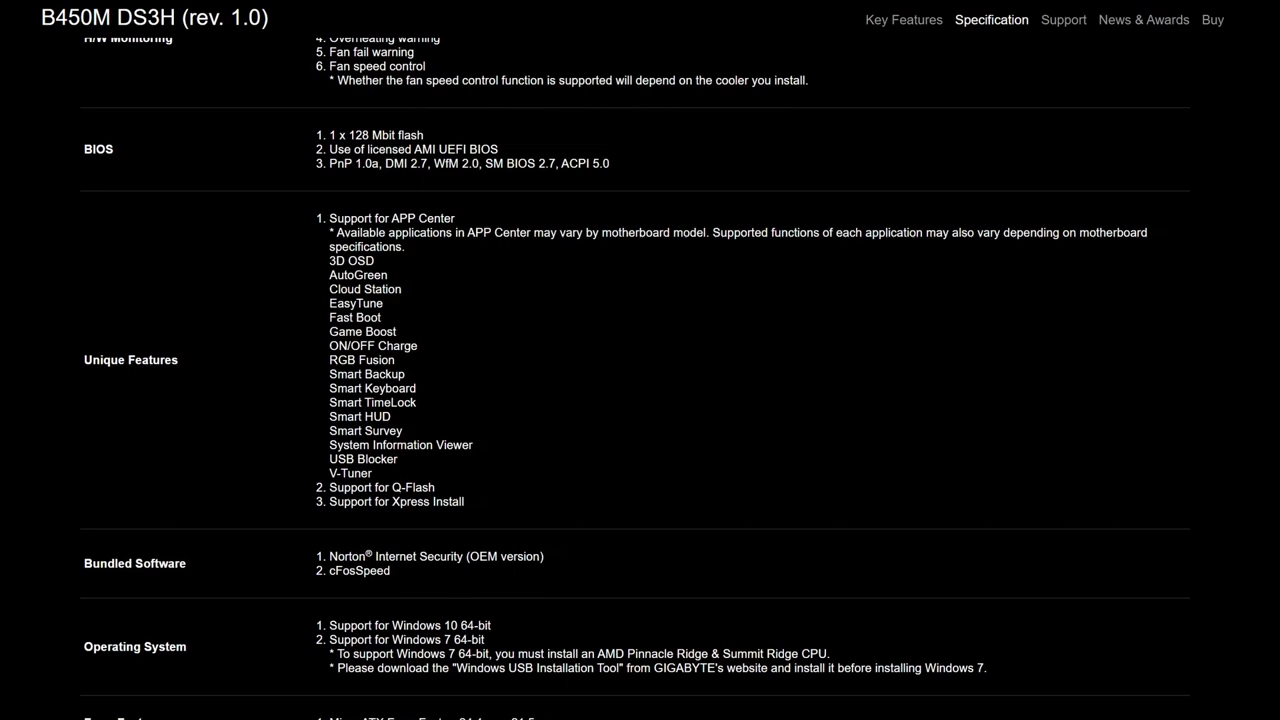 B450M DS3H (rev. 1.0)
Key Features Specification Support News & Awards Buy
H/W Monitoring
4. Overheating warning
5. Fan fail warning
6. Fan speed control
* Whether the fan speed control function is supported will depend on the cooler you install.
BIOS
1. 1 x 128 Mbit flash
2. Use of licensed AMI UEFI BIOS
3. PnP 1.0a, DMI 2.7, WfM 2.0, SM BIOS 2.7, ACPI 5.0
Unique Features
1. Support for APP Center
* Available applications in APP Center may vary by motherboard model. Supported functions of each application may also vary depending on motherboard
specifications.
3D OSD
AutoGreen
Cloud Station
EasyTune
Fast Boot
Game Boost
ON/OFF Charge
RGB Fusion
Smart Backup
Smart Keyboard
Smart TimeLock
Smart HUD
Smart Survey
System Information Viewer
USB Blocker
V-Tuner
2. Support for Q-Flash
3. Support for Xpress Install
Bundled Software
1. Norton® Internet Security (OEM version)
2. cFosSpeed
Operating System
1. Support for Windows 10 64-bit
2. Support for Windows 7 64-bit
* To support Windows 7 64-bit, you must install an AMD Pinnacle Ridge & Summit Ridge CPU.
* Please download the "Windows USB Installation Tool" from GIGABYTE's website and install it before installing Windows 7.